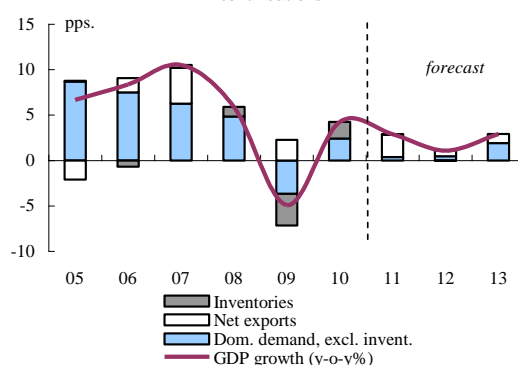 15
pps.
forecast
10
5
0
-5
-10
05 06 07 08 09 10 11 12 13
Inventories
Net exports
Dom. demand, excl. invent.
GDP growth (y-o-y%)